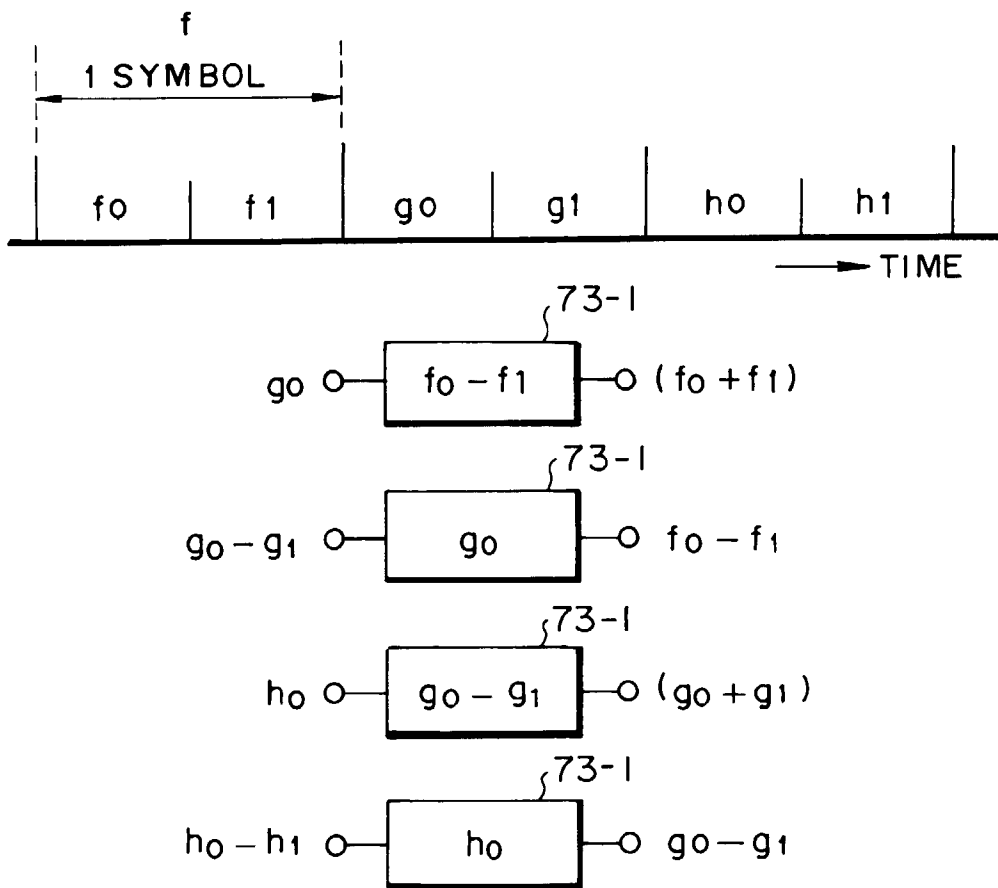 f
1 SYMBOL
f0 f1 g0 g1 h0 h1
TIME
73-1
g0 f0 - f1 (f0 + f1)
73-1
g0 - g1 g0 f0 - f1
73-1
h0 g0 - g1 (g0 + g1)
73-1
h0 - h1 h0 g0 - g1